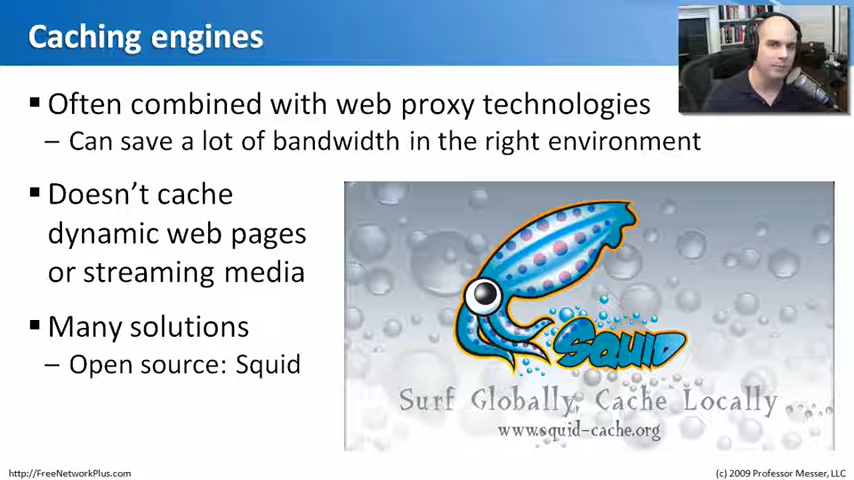 Caching engines
▪ Often combined with web proxy technologies
– Can save a lot of bandwidth in the right environment
▪ Doesn't cache
dynamic web pages
or streaming media
▪ Many solutions
– Open source: Squid
SQUID
Surf Globally, Cache Locally
www.squid-cache.org
http://FreeNetworkPlus.com
(c) 2009 Professor Messer, LLC